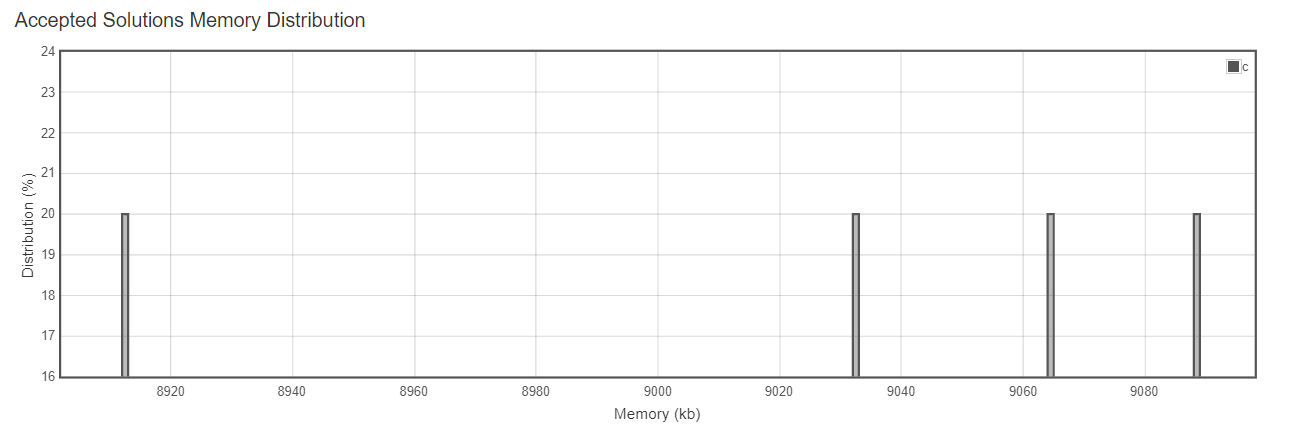 Accepted Solutions Memory Distribution
c
24
23
22
21
20
19
18
17
16
Distribution (%)
8920 8940 8960 8980 9000 9020 9040 9060 9080
Memory (kb)